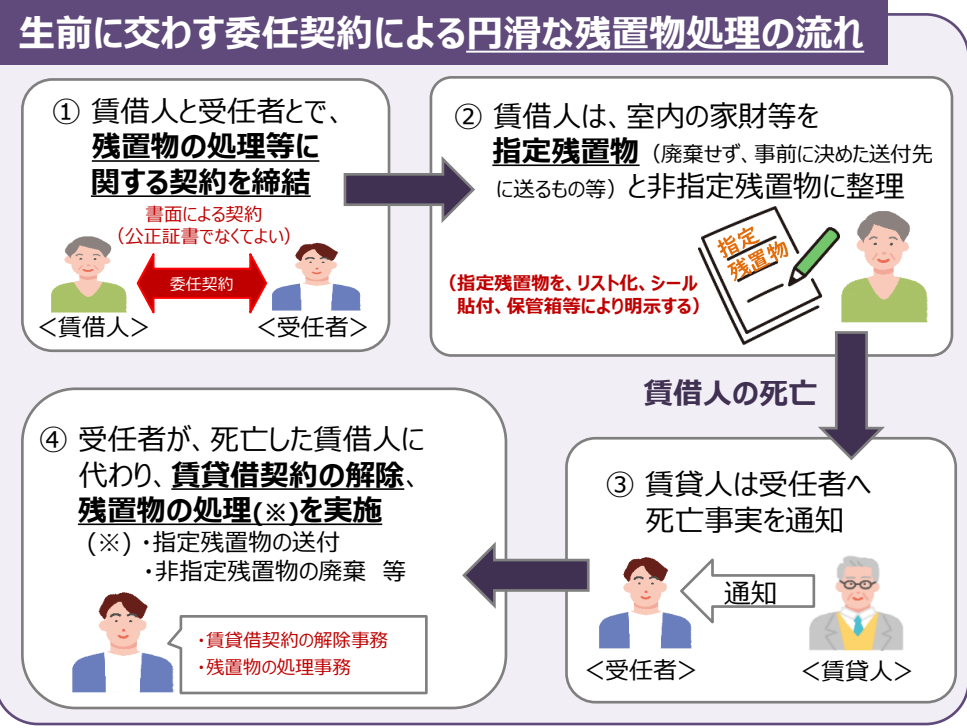 生前に交わす委任契約による円滑な残置物処理の流れ
① 賃借人と受任者とで、
残置物の処理等に
関する契約を締結
書面による契約
（公正証書でなくてよい）
委任契約
＜賃借人＞
＜受任者＞
② 賃借人は、室内の家財等を
指定残置物（廃棄せず、事前に決めた送付先
に送るもの等）と非指定残置物に整理
指定
残置物
（指定残置物を、リスト化、シール
貼付、保管箱等により明示する）
賃借人の死亡
③ 賃貸人は受任者へ
死亡事実を通知
通知
＜受任者＞
＜賃貸人＞
④ 受任者が、死亡した賃借人に
代わり、賃貸借契約の解除、
残置物の処理(※)を実施
(※)・指定残置物の送付
・非指定残置物の廃棄 等
・賃貸借契約の解除事務
・残置物の処理事務